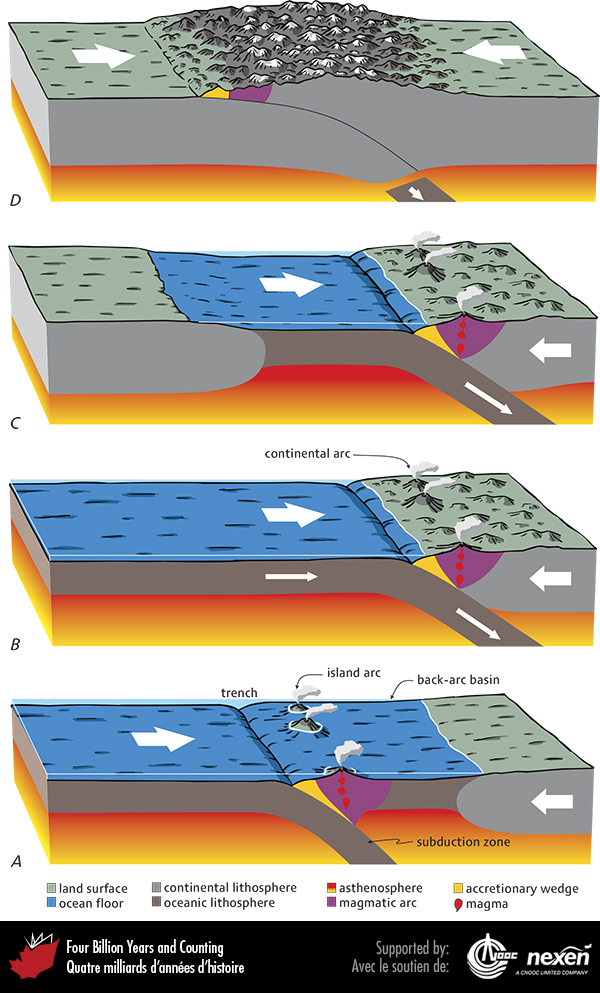 D
C
continental arc
B
island arc
trench
back-arc basin
subduction zone
A
land surface
continental lithosphere
asthenosphere
accretionary wedge
ocean floor
oceanic lithosphere
magmatic arc
magma
Four Billion Years and Counting
Quatre milliards d'années d'histoire
Supported by:
Avec le soutien de:
CNOOC
nexen
A CNOOC LIMITED COMPANY